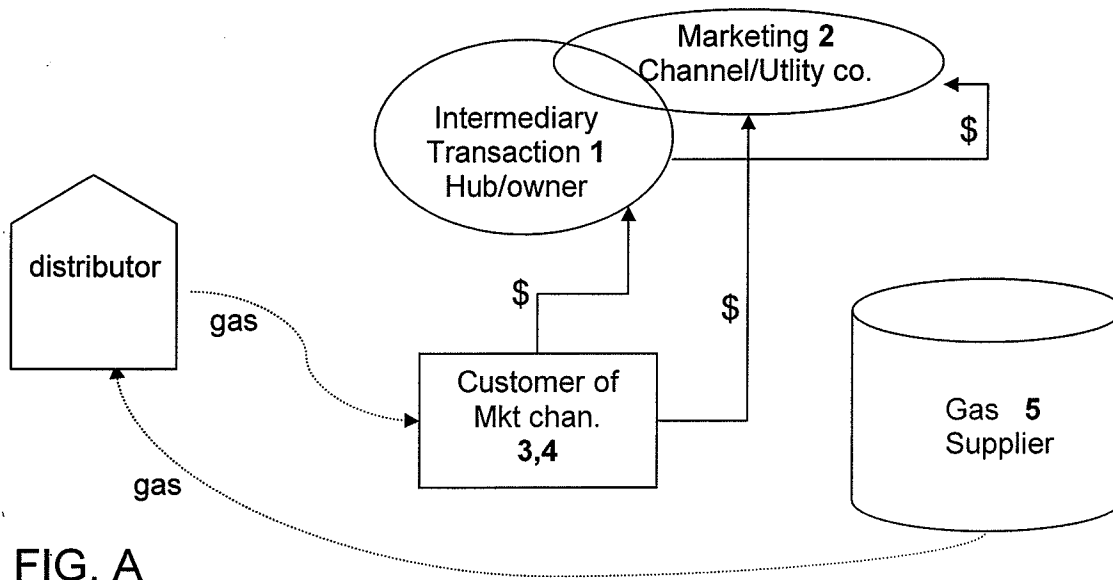 Marketing 2
Channel/Utlity co.
Intermediary
Transaction 1
Hub/owner
$
distributor
$
$
gas
Customer of
Mkt chan.
3,4
Gas 5
Supplier
gas
FIG. A